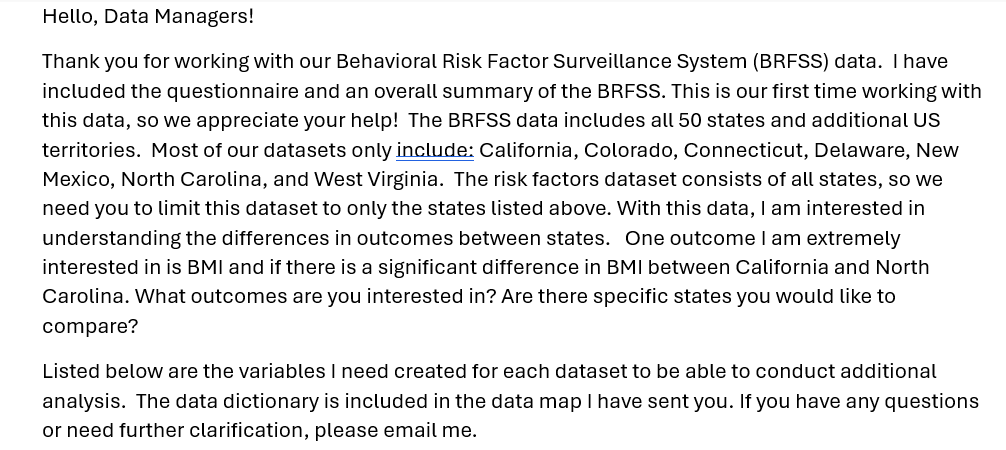 Hello, Data Managers!
Thank you for working with our Behavioral Risk Factor Surveillance System (BRFSS) data.  I have
included the questionnaire and an overall summary of the BRFSS. This is our first time working with
this data, so we appreciate your help!  The BRFSS data includes all 50 states and additional US
territories.  Most of our datasets only include: California, Colorado, Connecticut, Delaware, New
Mexico, North Carolina, and West Virginia.  The risk factors dataset consists of all states, so we
need you to limit this dataset to only the states listed above. With this data, I am interested in
understanding the differences in outcomes between states.   One outcome I am extremely
interested in is BMI and if there is a significant difference in BMI between California and North
Carolina. What outcomes are you interested in? Are there specific states you would like to
compare?
Listed below are the variables I need created for each dataset to be able to conduct additional
analysis.  The data dictionary is included in the data map I have sent you. If you have any questions
or need further clarification, please email me.